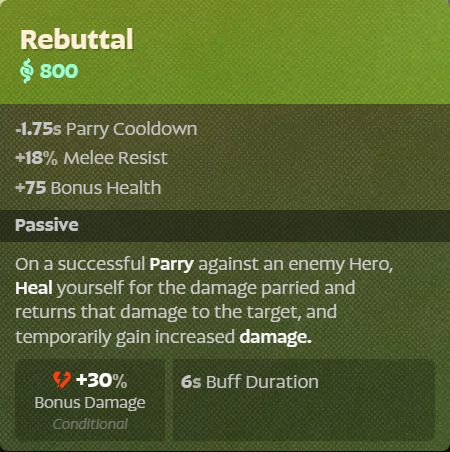 Rebuttal
800
-1.75s Parry Cooldown
+18% Melee Resist
+75 Bonus Health
Passive
On a successful Parry against an enemy Hero,
Heal yourself for the damage parried and
returns that damage to the target, and
temporarily gain increased damage.
+30%
Bonus Damage
Conditional
6s Buff Duration